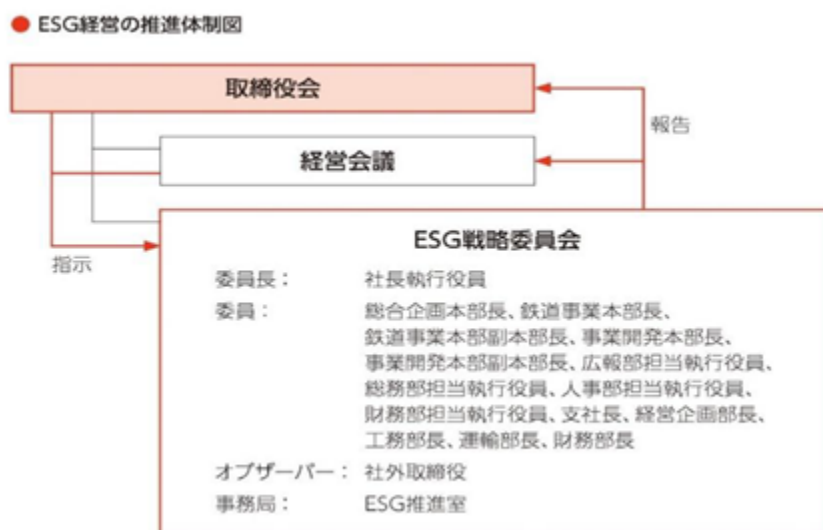 ● ESG経営の推進体制図
取締役会
報告
経営会議
指示
ESG戦略委員会
委員長： 社長執行役員
委員： 総合企画本部長、鉄道事業本部長、
鉄道事業本部副本部長、事業開発本部長、
事業開発本部副本部長、広報部担当執行役員、
総務部担当執行役員、人事部担当執行役員、
財務部担当執行役員、支社長、経営企画部長、
工務部長、運輸部長、財務部長
オブザーバー： 社外取締役
事務局： ESG推進室